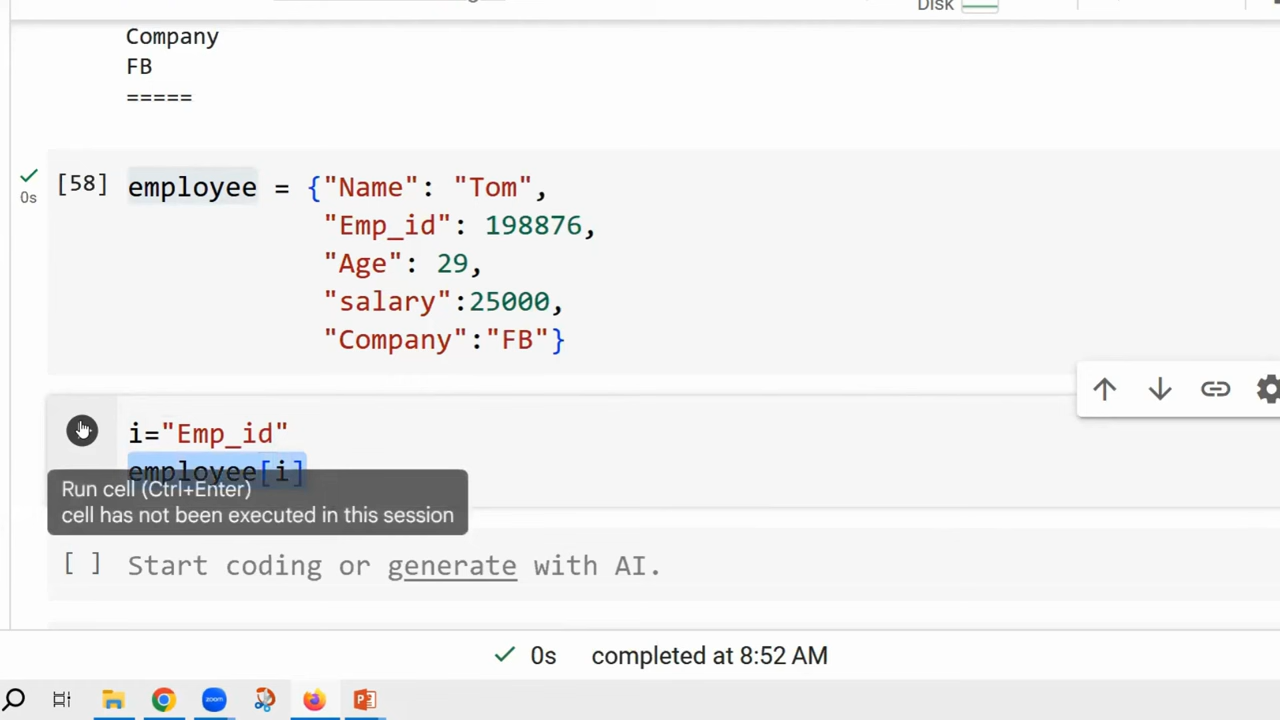 Disk
Company
FB
=====
[58] employee = {"Name": "Tom",
0s
"Emp_id": 198876,
"Age": 29,
"salary":25000,
"Company":"FB"}
i="Emp_id"
employee[i]
Run cell (Ctrl+Enter)
cell has not been executed in this session
[ ] Start coding or generate with AI.
0s completed at 8:52 AM
zoom